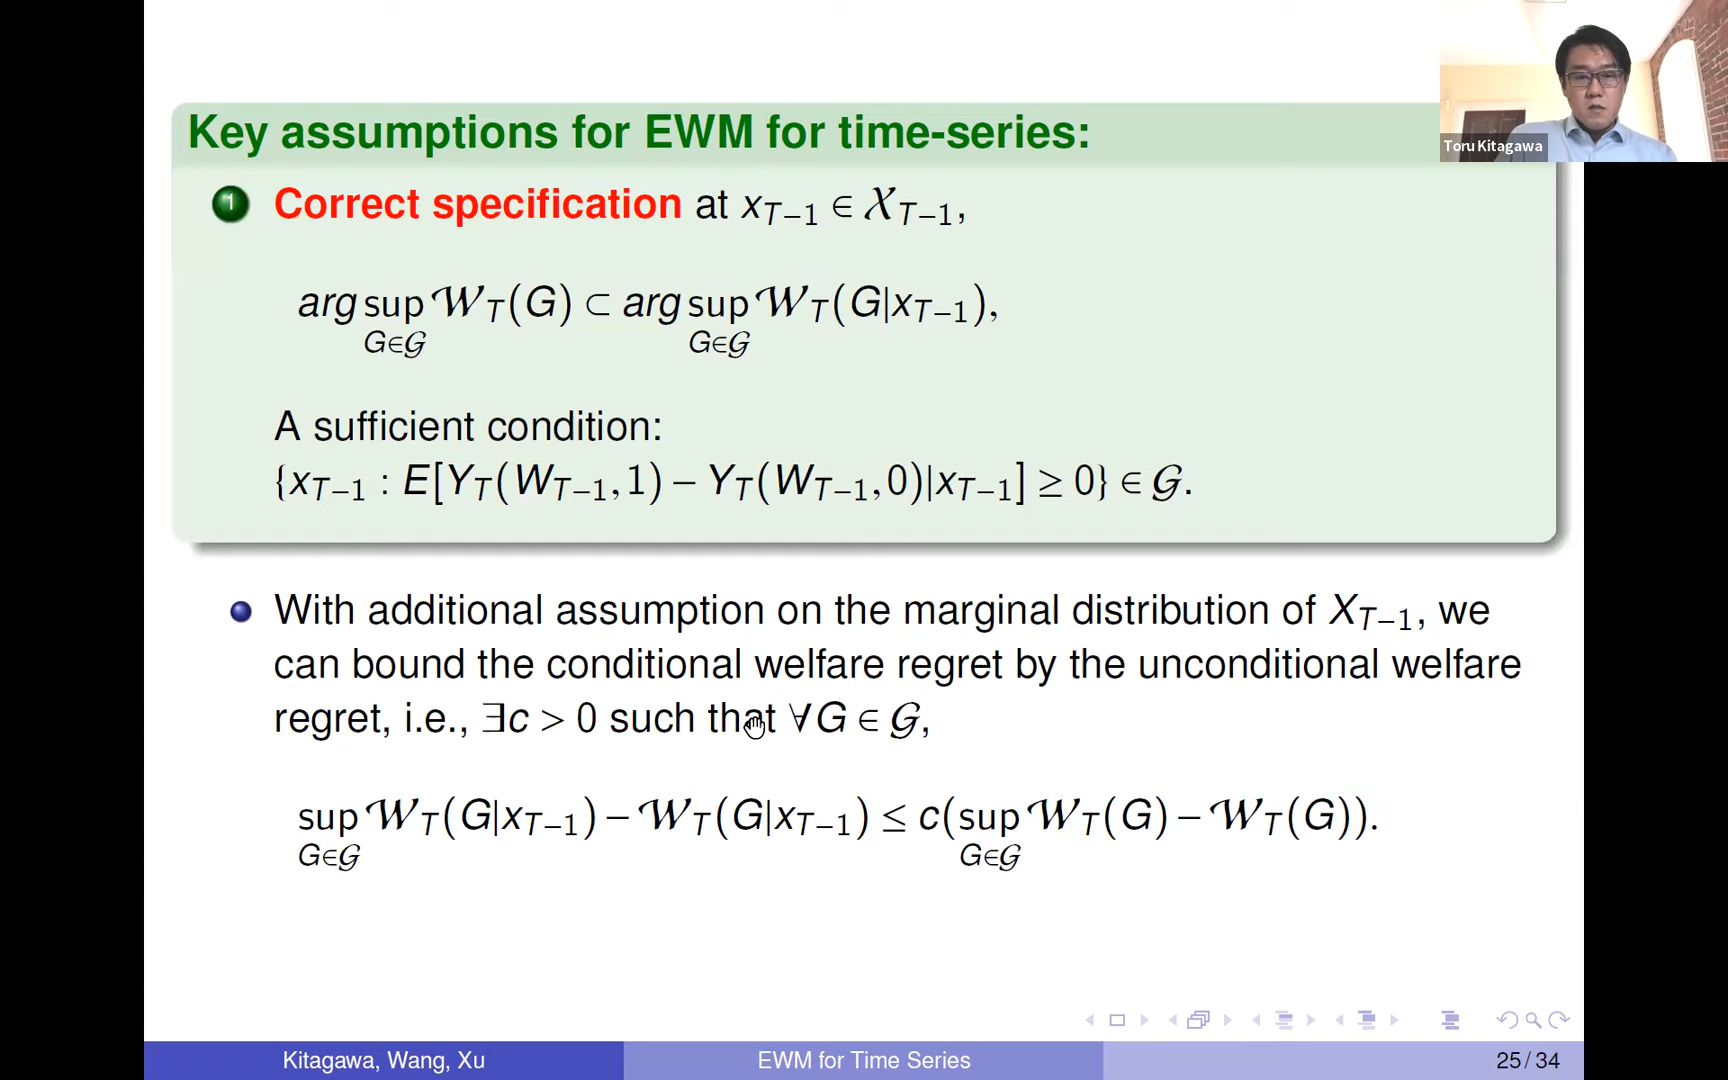 Toru Kitagawa
Key assumptions for EWM for time-series:
1 Correct specification at x_{T−1} ∈ 𝒳_{T−1},
arg sup_{G∈𝒢} 𝒲_T(G) ⊂ arg sup_{G∈𝒢} 𝒲_T(G|x_{T−1}),
A sufficient condition:
{x_{T−1} : E[Y_T(W_{T−1}, 1) − Y_T(W_{T−1}, 0)|x_{T−1}] ≥ 0} ∈ 𝒢.
With additional assumption on the marginal distribution of X_{T−1}, we
can bound the conditional welfare regret by the unconditional welfare
regret, i.e., ∃c > 0 such that ∀G ∈ 𝒢,
sup_{G∈𝒢} 𝒲_T(G|x_{T−1}) − 𝒲_T(G|x_{T−1}) ≤ c(sup_{G∈𝒢} 𝒲_T(G) − 𝒲_T(G)).
Kitagawa, Wang, Xu
EWM for Time Series
25 / 34